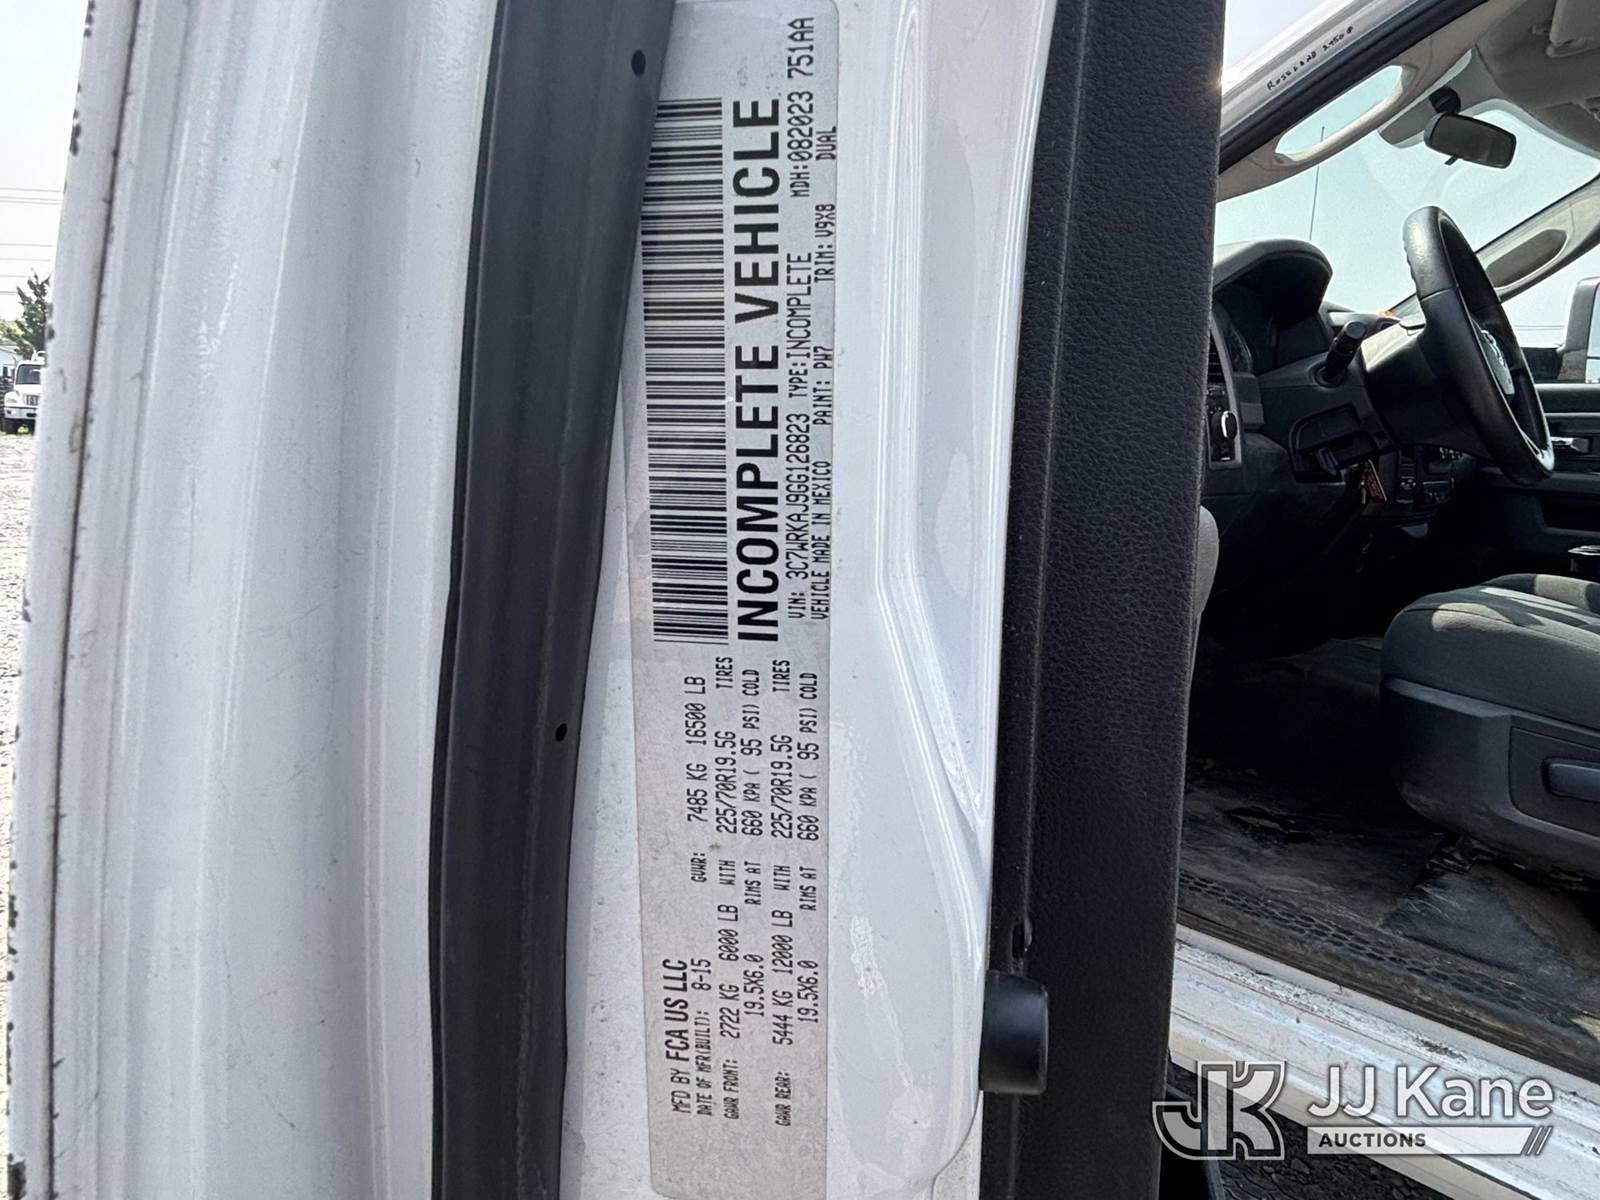 MFD BY FCA US LLC
DATE OF MFR(BUILT): 8-15 GVWR: 7485 KG 16500 LB
GAWR FRONT: 2722 KG 6000 LB WITH 225/70R19.5G TIRES
19.5X6.0 RIMS AT 660 KPA ( 95 PSI) COLD
GAWR REAR: 5444 KG 12000 LB WITH 225/70R19.5G TIRES
19.5X6.0 RIMS AT 660 KPA ( 95 PSI) COLD
INCOMPLETE VEHICLE
VIN: 3C7WRKAJ9GG126823 TYPE:INCOMPLETE MDH:082023 751AA
VEHICLE MADE IN MEXICO PAINT: PW7 TRIM: V9X8 DUAL
JK JJ Kane
AUCTIONS